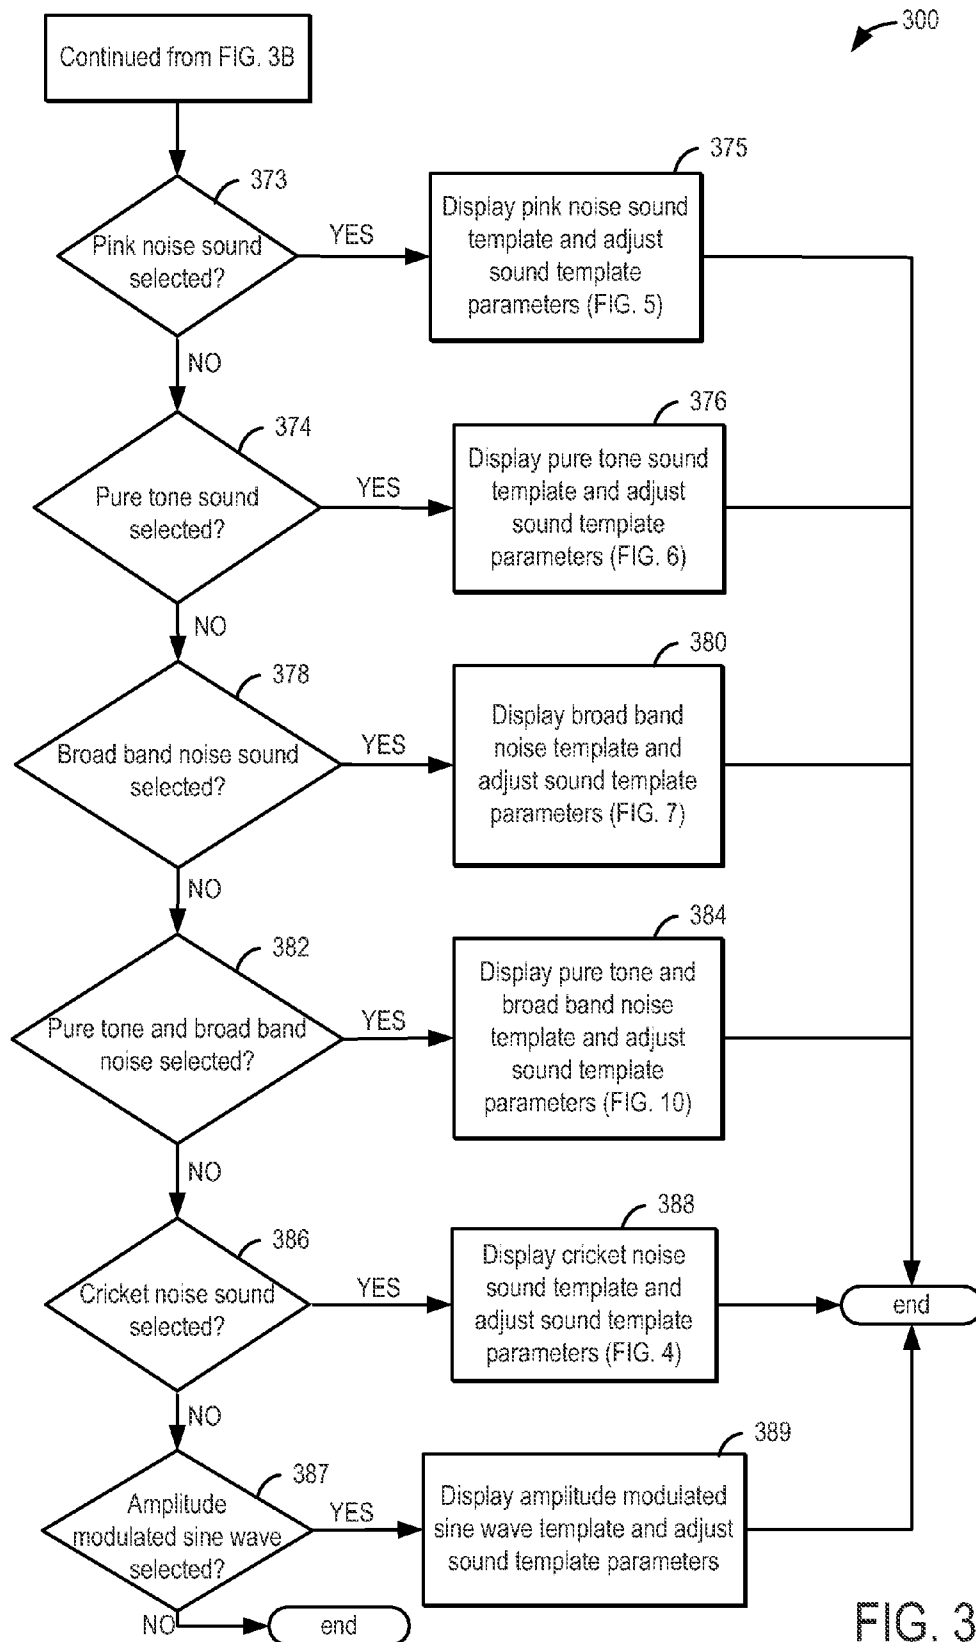 300
Continued from FIG. 3B
373
Pink noise sound
selected?
YES
375
Display pink noise sound
template and adjust
sound template
parameters (FIG. 5)
NO
374
Pure tone sound
selected?
YES
376
Display pure tone sound
template and adjust
sound template
parameters (FIG. 6)
NO
378
Broad band noise sound
selected?
YES
380
Display broad band
noise template and
adjust sound template
parameters (FIG. 7)
NO
382
Pure tone and broad band
noise selected?
YES
384
Display pure tone and
broad band noise
template and adjust
sound template
parameters (FIG. 10)
NO
386
Cricket noise sound
selected?
YES
388
Display cricket noise
sound template and
adjust sound template
parameters (FIG. 4)
end
NO
387
Amplitude
modulated sine wave
selected?
YES
389
Display amplitude modulated
sine wave template and adjust
sound template parameters
NO
end
FIG. 3